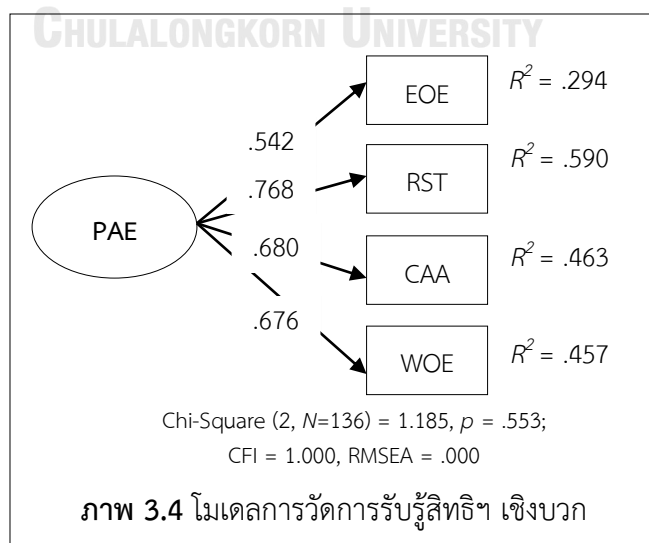 CHULALONGKORN UNIVERSITY
EOE R² = .294
.542
RST R² = .590
.768
PAE
.680
CAA R² = .463
.676
WOE R² = .457
Chi-Square (2, N=136) = 1.185, p = .553;
CFI = 1.000, RMSEA = .000
ภาพ 3.4 โมเดลการวัดการรับรู้สิทธิฯ เชิงบวก